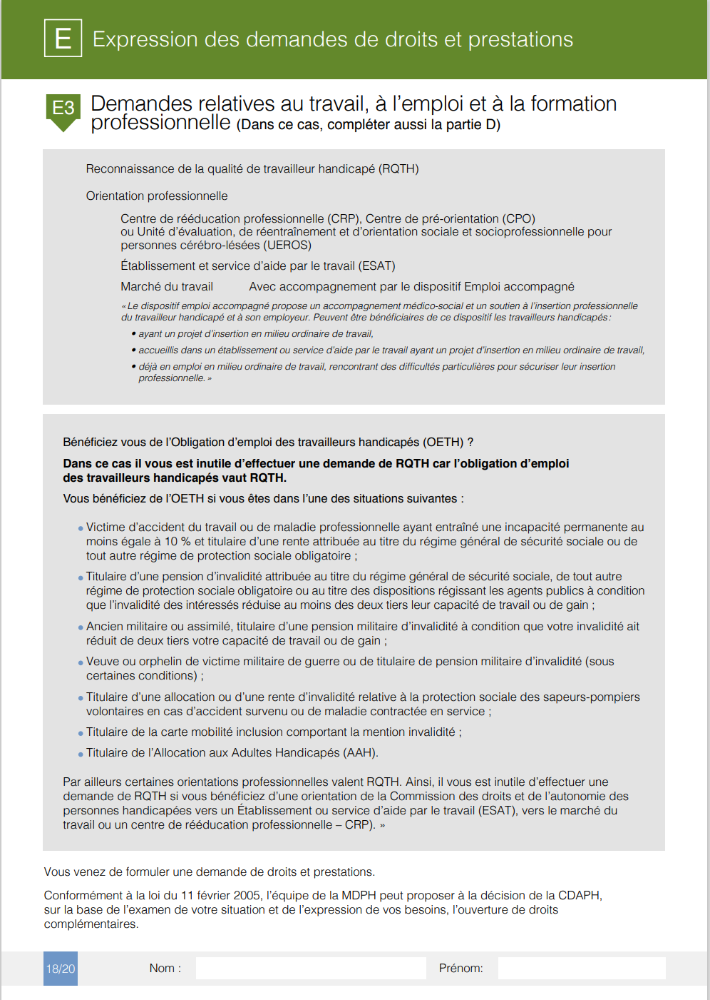 E Expression des demandes de droits et prestations
E3 Demandes relatives au travail, à l'emploi et à la formation
professionnelle (Dans ce cas, compléter aussi la partie D)
Reconnaissance de la qualité de travailleur handicapé (RQTH)
Orientation professionnelle
Centre de rééducation professionnelle (CRP), Centre de pré-orientation (CPO)
ou Unité d'évaluation, de réentraînement et d'orientation sociale et socioprofessionnelle pour
personnes cérébro-lésées (UEROS)
Établissement et service d'aide par le travail (ESAT)
Marché du travail Avec accompagnement par le dispositif Emploi accompagné
« Le dispositif emploi accompagné propose un accompagnement médico-social et un soutien à l'insertion professionnelle
du travailleur handicapé et à son employeur. Peuvent être bénéficiaires de ce dispositif les travailleurs handicapés :
• ayant un projet d'insertion en milieu ordinaire de travail,
• accueillis dans un établissement ou service d'aide par le travail ayant un projet d'insertion en milieu ordinaire de travail,
• déjà en emploi en milieu ordinaire de travail, rencontrant des difficultés particulières pour sécuriser leur insertion
professionnelle. »
Bénéficiez vous de l'Obligation d'emploi des travailleurs handicapés (OETH) ?
Dans ce cas il vous est inutile d'effectuer une demande de RQTH car l'obligation d'emploi
des travailleurs handicapés vaut RQTH.
Vous bénéficiez de l'OETH si vous êtes dans l'une des situations suivantes :
• Victime d'accident du travail ou de maladie professionnelle ayant entraîné une incapacité permanente au
moins égale à 10 % et titulaire d'une rente attribuée au titre du régime général de sécurité sociale ou de
tout autre régime de protection sociale obligatoire ;
• Titulaire d'une pension d'invalidité attribuée au titre du régime général de sécurité sociale, de tout autre
régime de protection sociale obligatoire ou au titre des dispositions régissant les agents publics à condition
que l'invalidité des intéressés réduise au moins des deux tiers leur capacité de travail ou de gain ;
• Ancien militaire ou assimilé, titulaire d'une pension militaire d'invalidité à condition que votre invalidité ait
réduit de deux tiers votre capacité de travail ou de gain ;
• Veuve ou orphelin de victime militaire de guerre ou de titulaire de pension militaire d'invalidité (sous
certaines conditions) ;
• Titulaire d'une allocation ou d'une rente d'invalidité relative à la protection sociale des sapeurs-pompiers
volontaires en cas d'accident survenu ou de maladie contractée en service ;
• Titulaire de la carte mobilité inclusion comportant la mention invalidité ;
• Titulaire de l'Allocation aux Adultes Handicapés (AAH).
Par ailleurs certaines orientations professionnelles valent RQTH. Ainsi, il vous est inutile d'effectuer une
demande de RQTH si vous bénéficiez d'une orientation de la Commission des droits et de l'autonomie des
personnes handicapées vers un Établissement ou service d'aide par le travail (ESAT), vers le marché du
travail ou un centre de rééducation professionnelle – CRP). »
Vous venez de formuler une demande de droits et prestations.
Conformément à la loi du 11 février 2005, l'équipe de la MDPH peut proposer à la décision de la CDAPH,
sur la base de l'examen de votre situation et de l'expression de vos besoins, l'ouverture de droits
complémentaires.
18/20 Nom : Prénom: